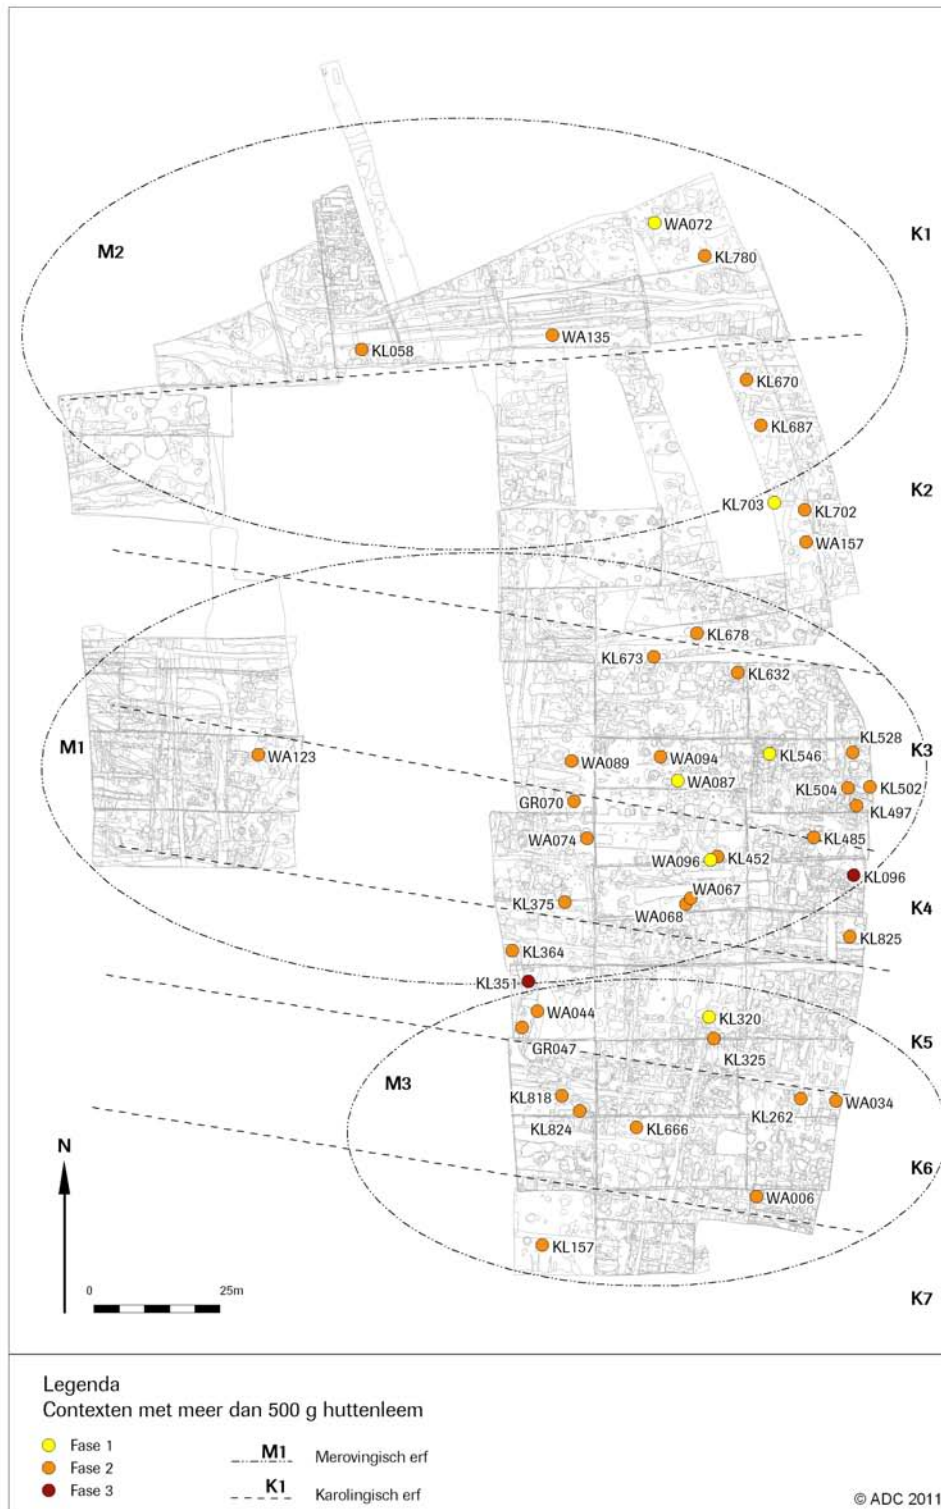 WA072
K1
M2
KL780
WA135
KL058
KL670
KL687
K2
KL703
KL702
WA157
KL678
KL673
KL632
KL528
M1
WA123
WA089
WA094
KL546
K3
WA087
KL504
KL502
GR070
KL497
WA074
KL485
WA096
KL452
KL096
WA067
KL375
WA068
K4
KL825
KL364
KL351
WA044
KL320
K5
GR047
KL325
M3
KL818
KL262
WA034
KL824
KL666
N
K6
WA006
KL157
0 25m
K7
Legenda
Contexten met meer dan 500 g huttenleem
Fase 1
M1 Merovingisch erf
Fase 2
Fase 3
K1 Karolingisch erf
© ADC 2011